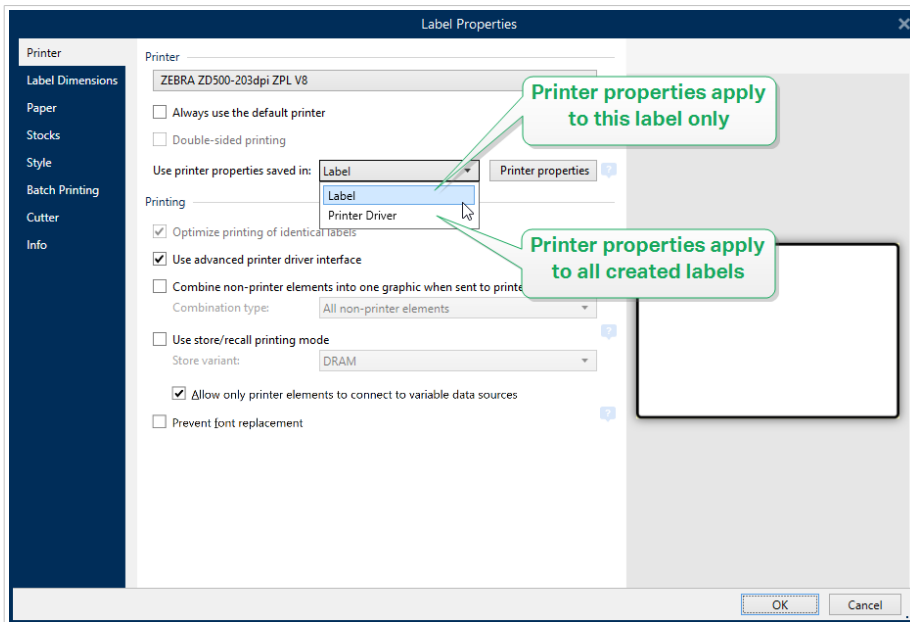 Label Properties
Printer
Label Dimensions
Paper
Stocks
Style
Batch Printing
Cutter
Info
Printer
ZEBRA ZD500-203dpi ZPL V8
Always use the default printer
Double-sided printing
Use printer properties saved in:
Label
Printer properties
?
Label
Printer Driver
Printer properties apply
to this label only
Printer properties apply
to all created labels
Printing
Optimize printing of identical labels
Use advanced printer driver interface
Combine non-printer elements into one graphic when sent to printe
Combination type:
All non-printer elements
?
Use store/recall printing mode
Store variant:
DRAM
Allow only printer elements to connect to variable data sources
?
Prevent font replacement
OK
Cancel